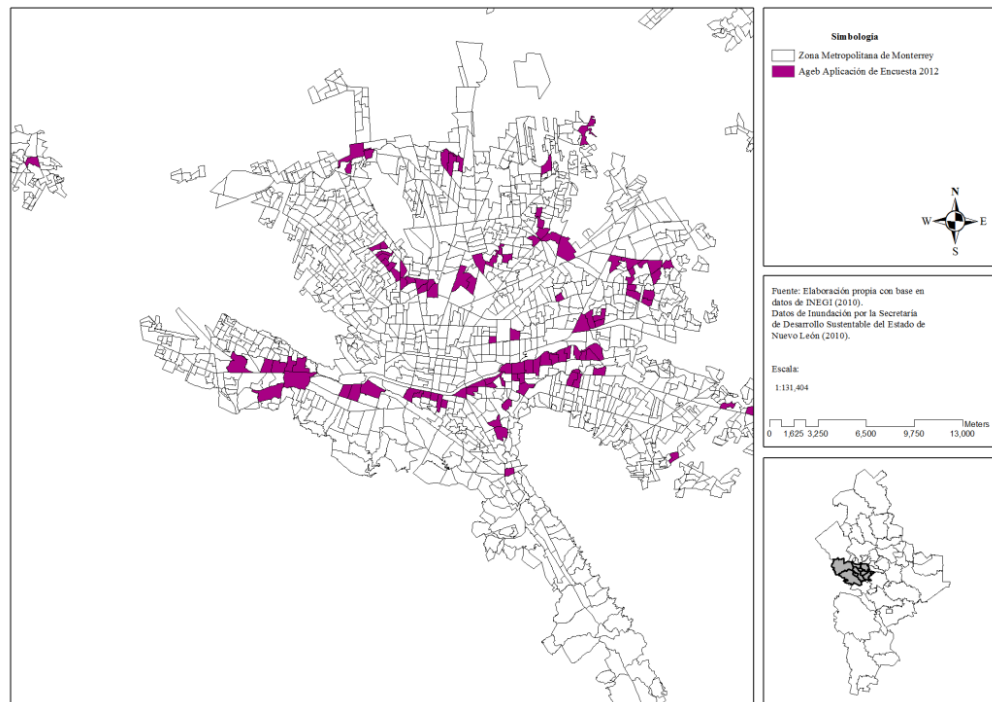 Simbología
Zona Metropolitana de Monterrey
Ageb Aplicación de Encuesta 2012
N
W
E
S
Fuente: Elaboración propia con base en
datos de INEGI (2010).
Datos de Inundación por la Secretaría
de Desarrollo Sustentable del Estado de
Nuevo León (2010).
Escala:
1:131,404
Meters
0 1,625 3,250 6,500 9,750 13,000